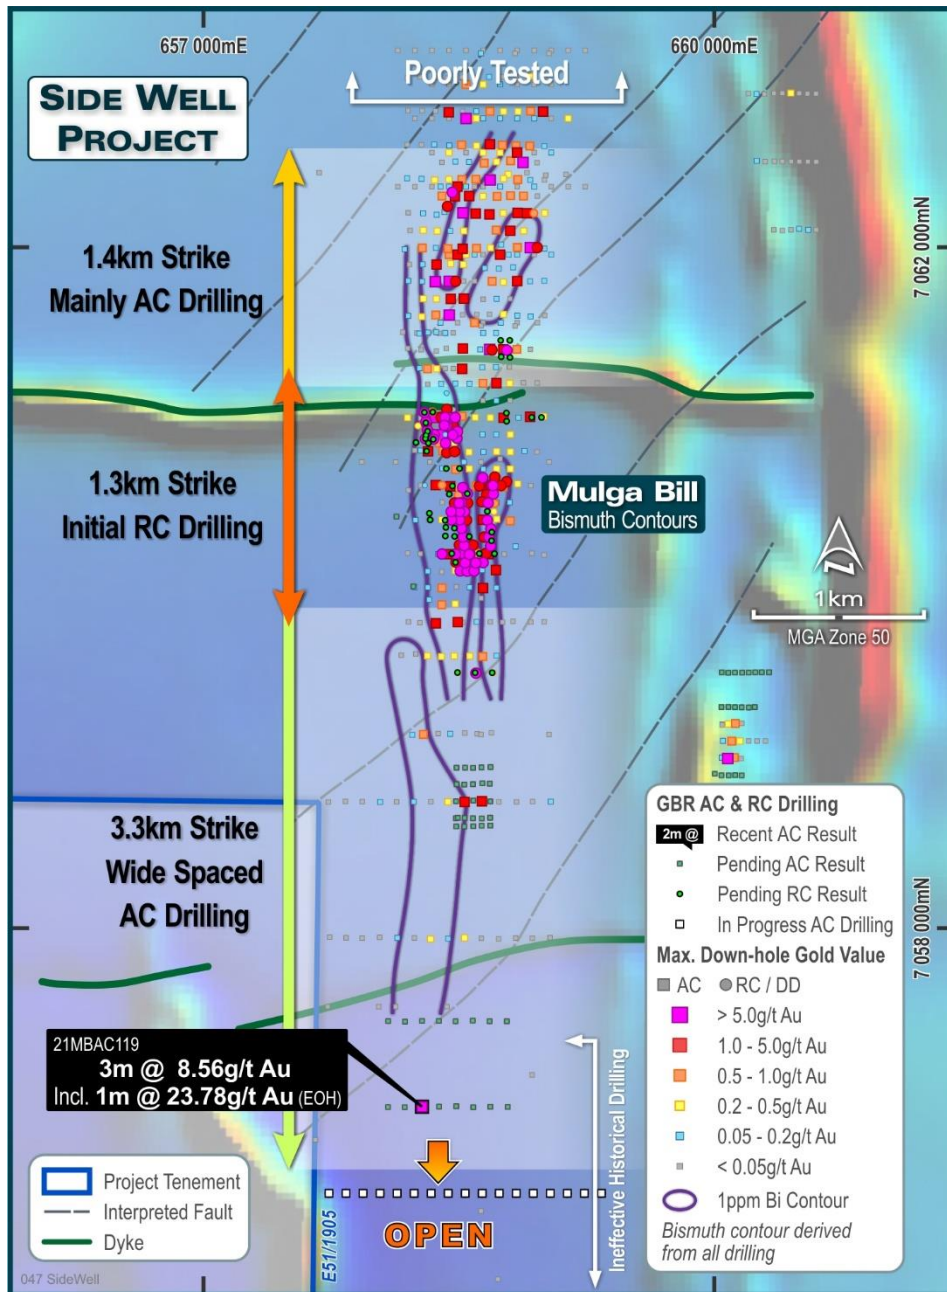 657 000mE
660 000mE
Poorly Tested
SIDE WELL
PROJECT
1.4km Strike
Mainly AC Drilling
7 062 000mN
1.3km Strike
Initial RC Drilling
Mulga Bill
Bismuth Contours
N
1km
MGA Zone 50
3.3km Strike
Wide Spaced
AC Drilling
7 058 000mN
GBR AC & RC Drilling
2m @
Recent AC Result
Pending AC Result
Pending RC Result
In Progress AC Drilling
Max. Down-hole Gold Value
AC
RC / DD
> 5.0g/t Au
1.0 - 5.0g/t Au
0.5 - 1.0g/t Au
0.2 - 0.5g/t Au
0.05 - 0.2g/t Au
< 0.05g/t Au
1ppm Bi Contour
Bismuth contour derived
from all drilling
21MBAC119
3m @ 8.56g/t Au
Incl. 1m @ 23.78g/t Au (EOH)
Ineffective Historical Drilling
OPEN
E51/1905
Project Tenement
Interpreted Fault
Dyke
047 SideWell